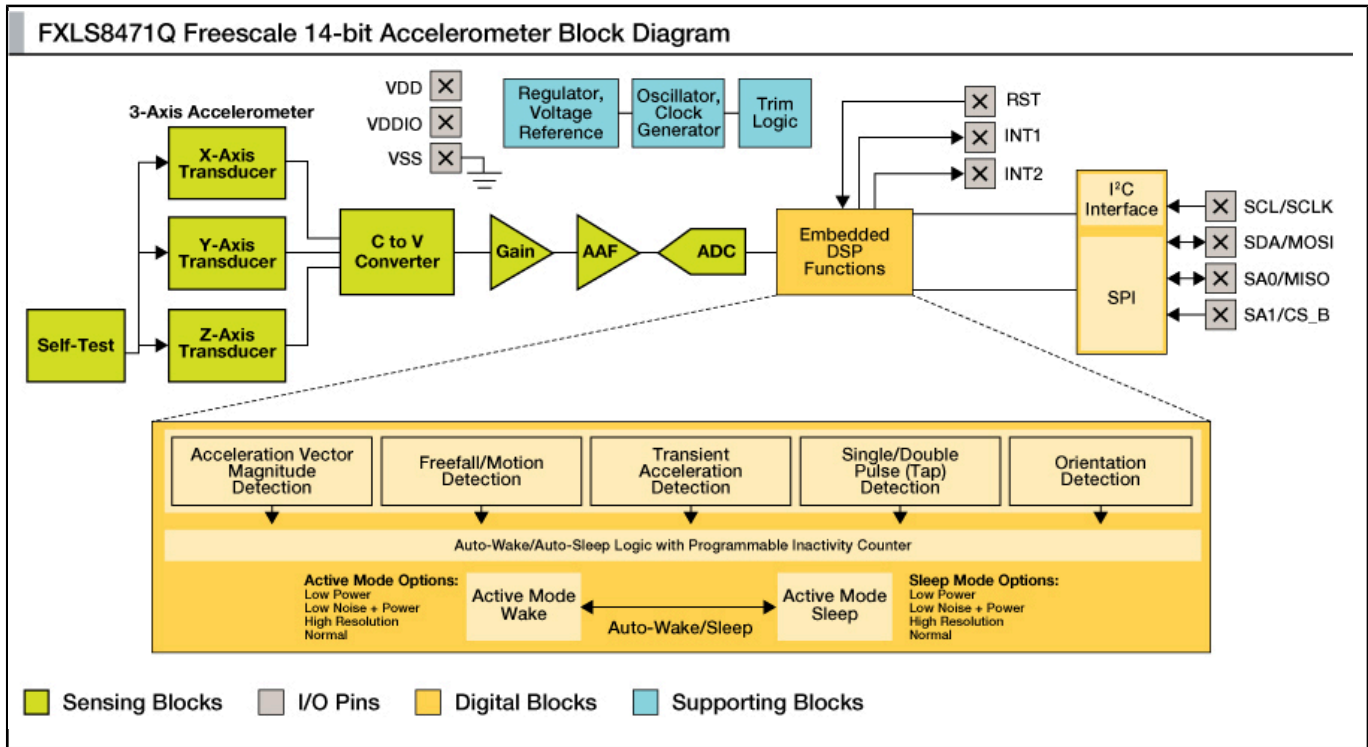 FXLS8471Q Freescale 14-bit Accelerometer Block Diagram
3-Axis Accelerometer
X-Axis
Transducer
Y-Axis
Transducer
Z-Axis
Transducer
Self-Test
VDD
VDDIO
VSS
Regulator,
Voltage
Reference
Oscillator,
Clock
Generator
Trim
Logic
C to V
Converter
Gain
AAF
ADC
Embedded
DSP
Functions
RST
INT1
INT2
I²C
Interface
SPI
SCL/SCLK
SDA/MOSI
SA0/MISO
SA1/CS_B
Acceleration Vector
Magnitude
Detection
Freefall/Motion
Detection
Transient
Acceleration
Detection
Single/Double
Pulse (Tap)
Detection
Orientation
Detection
Auto-Wake/Auto-Sleep Logic with Programmable Inactivity Counter
Active Mode Options:
Low Power
Low Noise + Power
High Resolution
Normal
Active Mode
Wake
Auto-Wake/Sleep
Active Mode
Sleep
Sleep Mode Options:
Low Power
Low Noise + Power
High Resolution
Normal
Sensing Blocks
I/O Pins
Digital Blocks
Supporting Blocks